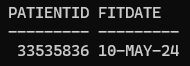 PATIENTID FITDATE
--------- ---------
33535836 10-MAY-24